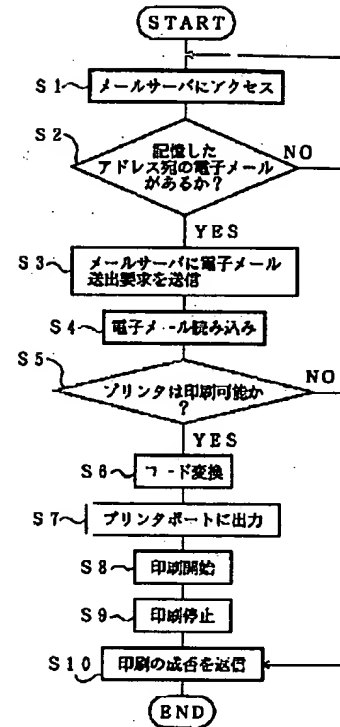 START
S1
メールサーバにアクセス
S2
記憶した
アドレス宛の電子メール
があるか?
NO
YES
S3
メールサーバに電子メール
送出要求を送信
S4
電子メール読み込み
S5
プリンタは印刷可能か
?
NO
YES
S6
コード変換
S7
プリンタポートに出力
S8
印刷開始
S9
印刷停止
S10
印刷の成否を返信
END